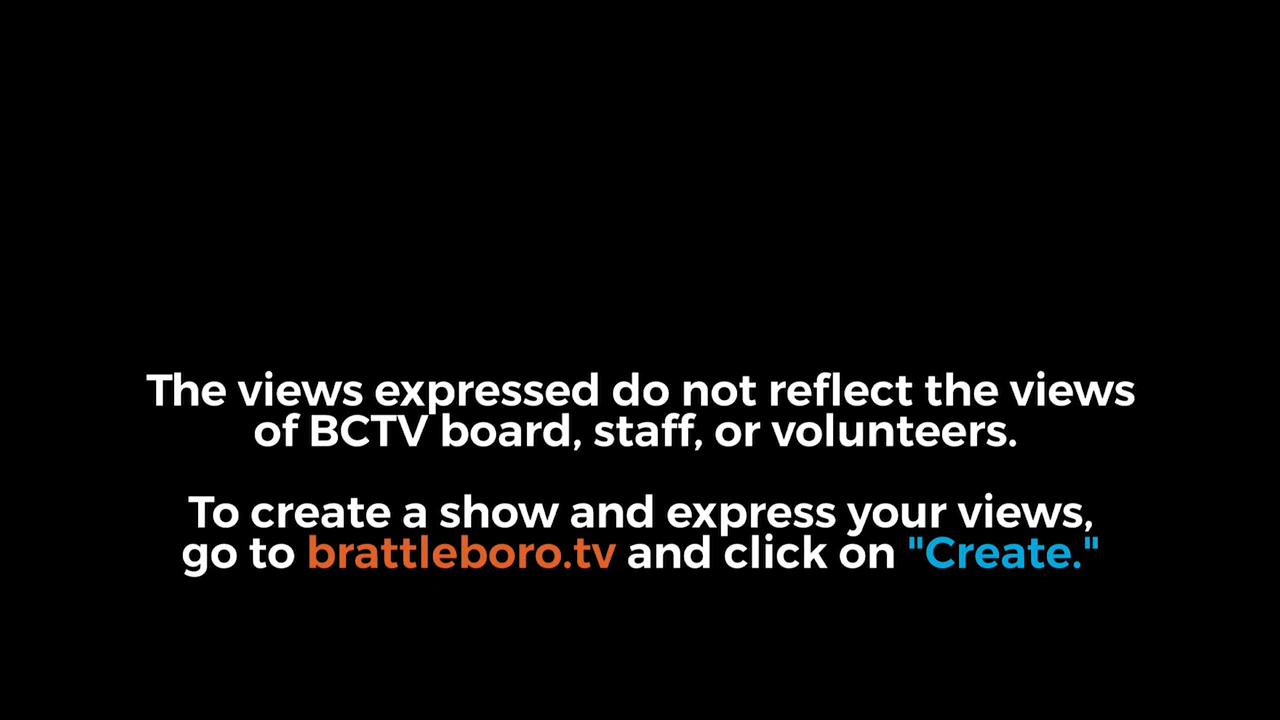 The views expressed do not reflect the views
of BCTV board, staff, or volunteers.
To create a show and express your views,
go to brattleboro.tv and click on "Create."